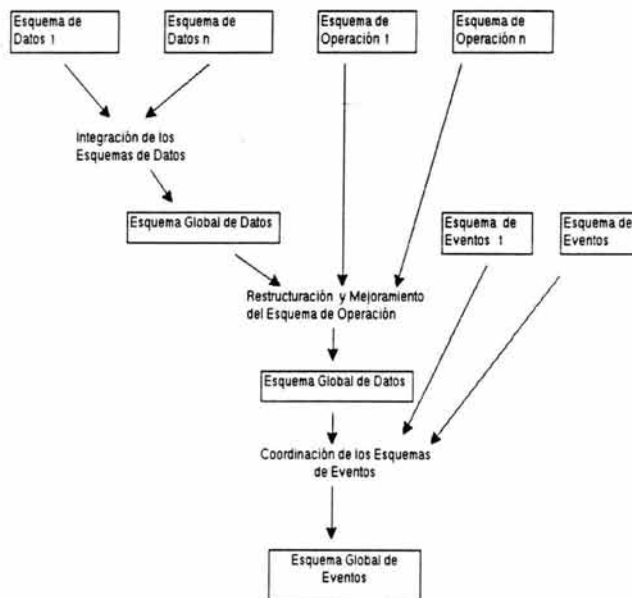 Esquema de
Datos 1
Esquema de
Datos n
Esquema de
Operación 1
Esquema de
Operación n
Integración de los
Esquemas de Datos
Esquema Global de Datos
Esquema de
Eventos 1
Esquema de
Eventos
Restructuración y Mejoramiento
del Esquema de Operación
Esquema Global de Datos
Coordinación de los Esquemas
de Eventos
Esquema Global de
Eventos